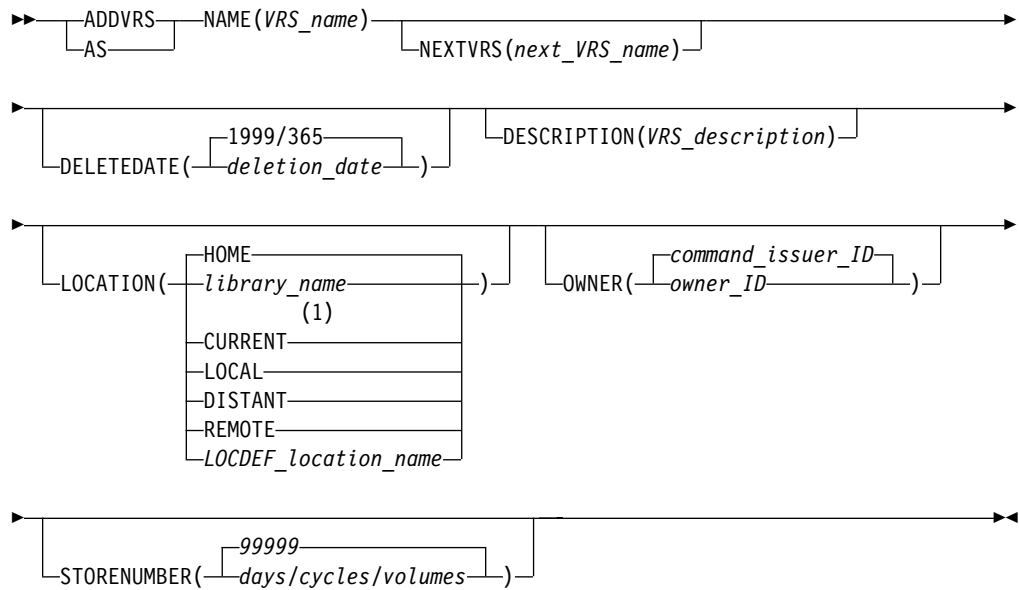 ADDVRS NAME(VRS_name)
AS NEXTVRS(next_VRS_name)
1999/365 DESCRIPTION(VRS_description)
DELETEDATE( deletion_date )
HOME command_issuer_ID
LOCATION( library_name ) OWNER( owner_ID )
(1)
CURRENT
LOCAL
DISTANT
REMOTE
LOCDEF_location_name
99999
STORENUMBER( days/cycles/volumes )